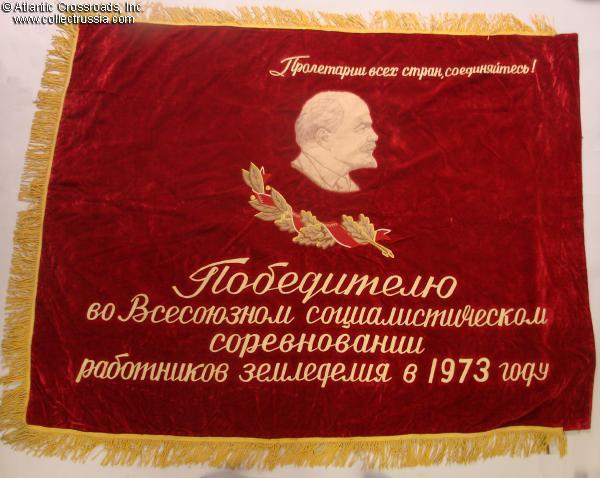 © Atlantic Crossroads, Inc.
www.collectrussia.com
Пролетарии всех стран, соединяйтесь!
Победителю
во Всесоюзном социалистическом
соревновании
работников земледелия в 1973 году